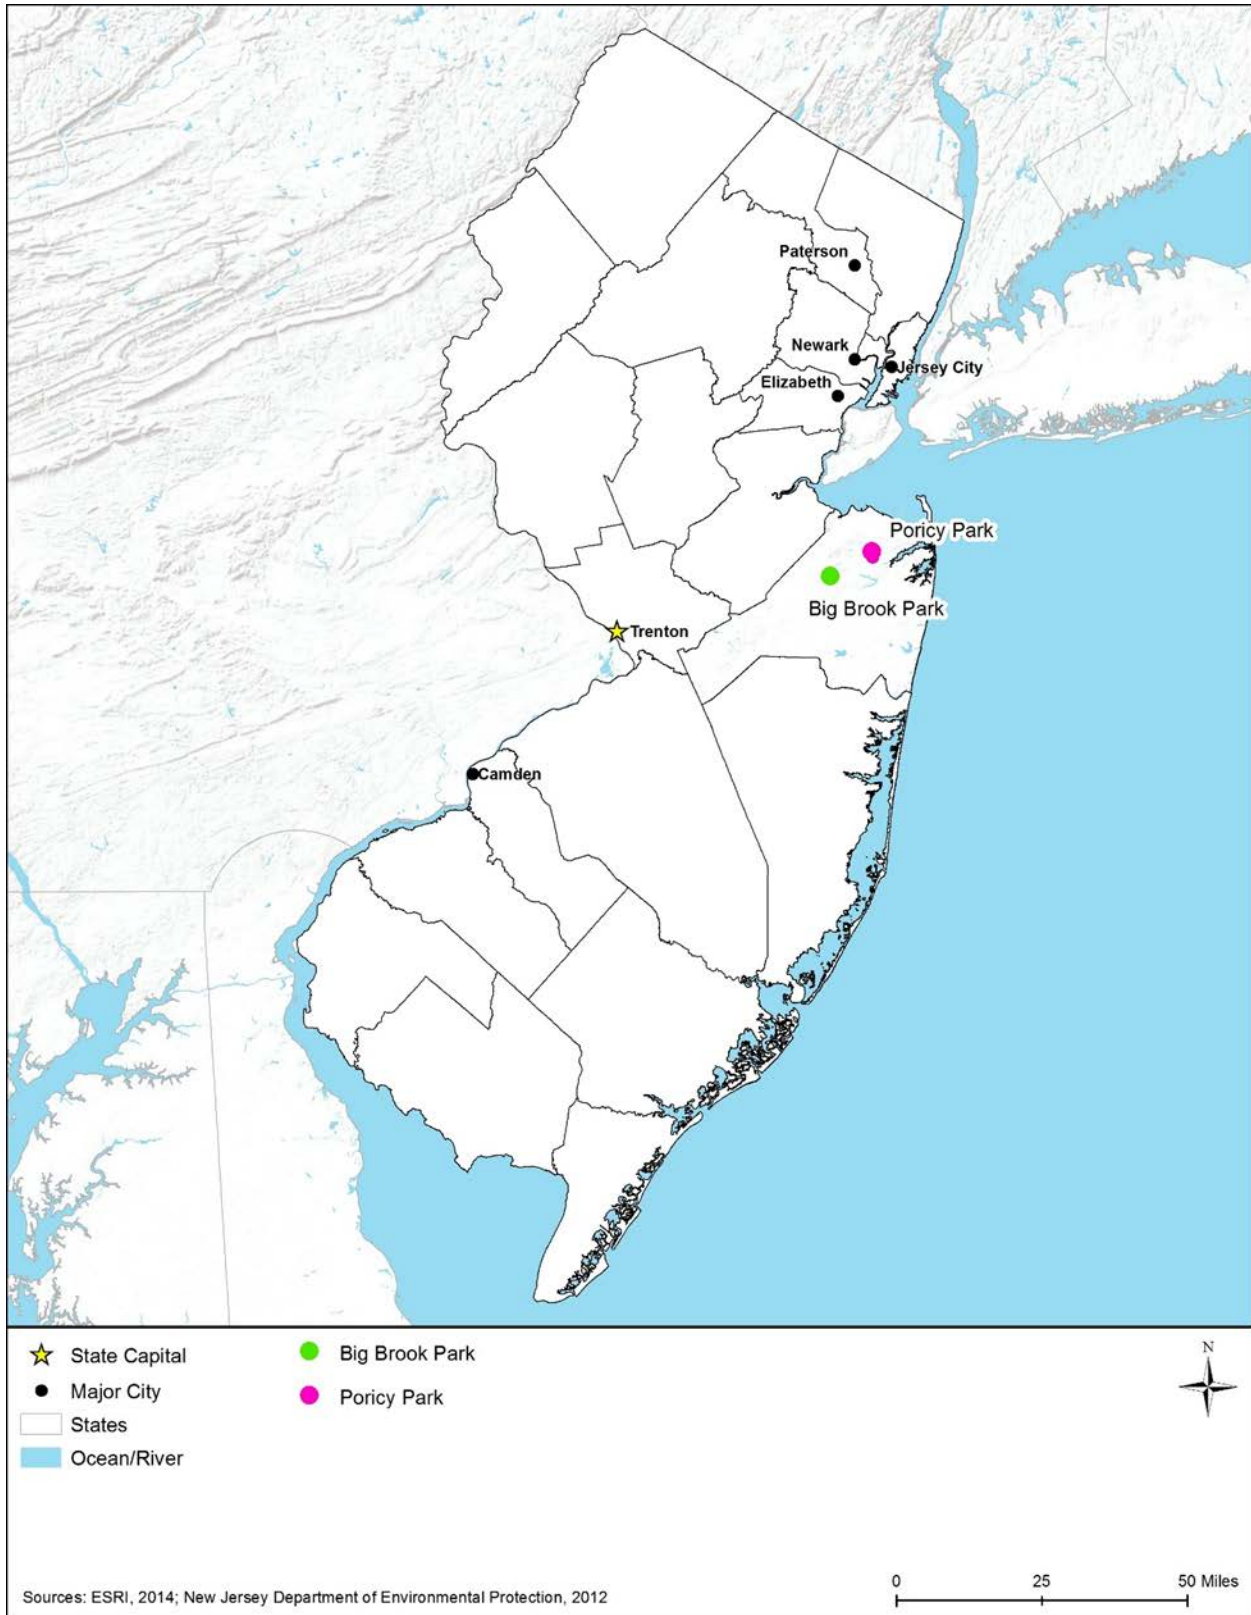 Paterson
Newark
Jersey City
Elizabeth
Poricy Park
Big Brook Park
Trenton
Camden
State Capital
Major City
States
Ocean/River
Big Brook Park
Poricy Park
N
Sources: ESRI, 2014; New Jersey Department of Environmental Protection, 2012
0 25 50 Miles